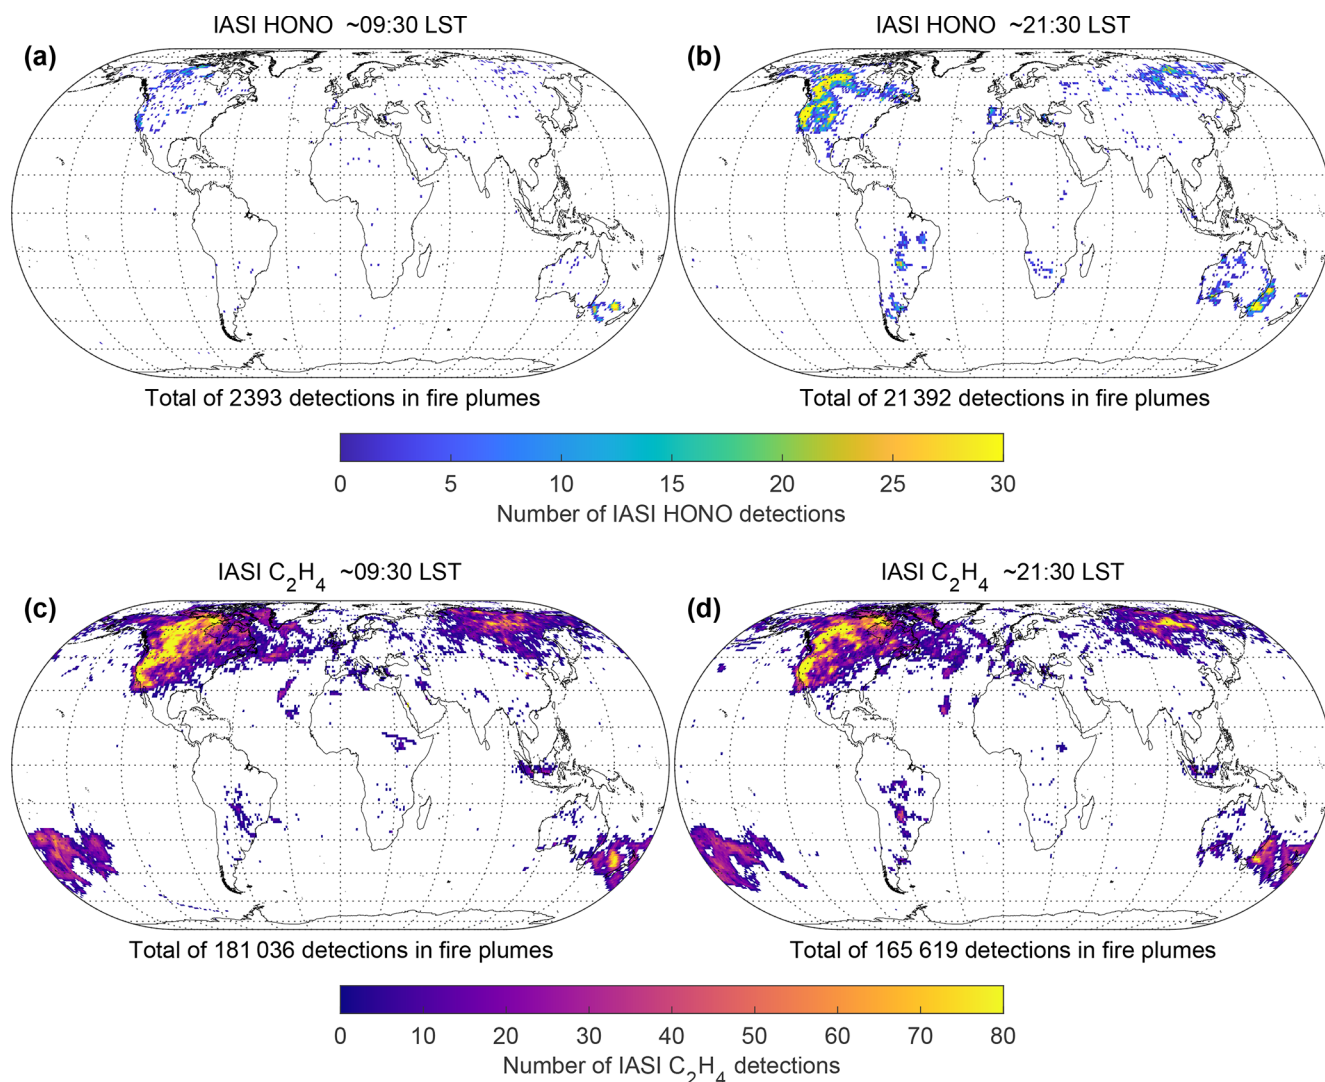 IASI HONO ~09:30 LST
IASI HONO ~21:30 LST
(a)
(b)
Total of 2393 detections in fire plumes
Total of 21 392 detections in fire plumes
0 5 10 15 20 25 30
Number of IASI HONO detections
IASI C₂H₄ ~09:30 LST
IASI C₂H₄ ~21:30 LST
(c)
(d)
Total of 181 036 detections in fire plumes
Total of 165 619 detections in fire plumes
0 10 20 30 40 50 60 70 80
Number of IASI C₂H₄ detections